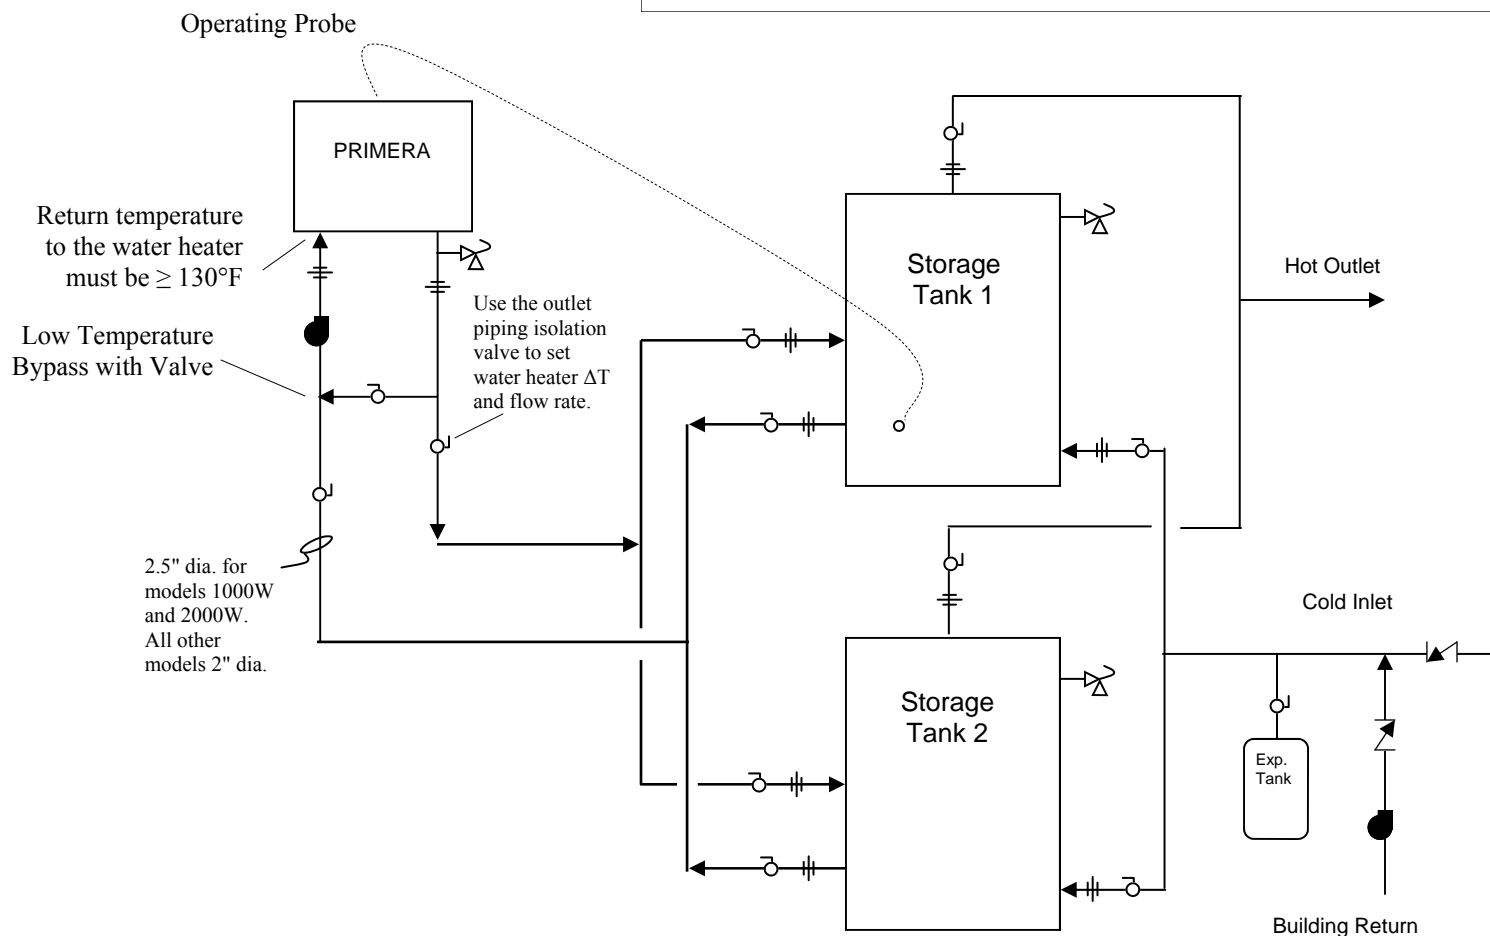 Operating Probe
PRIMERA
Return temperature
to the water heater
must be ≥ 130°F
Low Temperature
Bypass with Valve
Use the outlet
piping isolation
valve to set
water heater ΔT
and flow rate.
2.5" dia. for
models 1000W
and 2000W.
All other
models 2" dia.
Storage
Tank 1
Hot Outlet
Storage
Tank 2
Cold Inlet
Exp.
Tank
Building Return